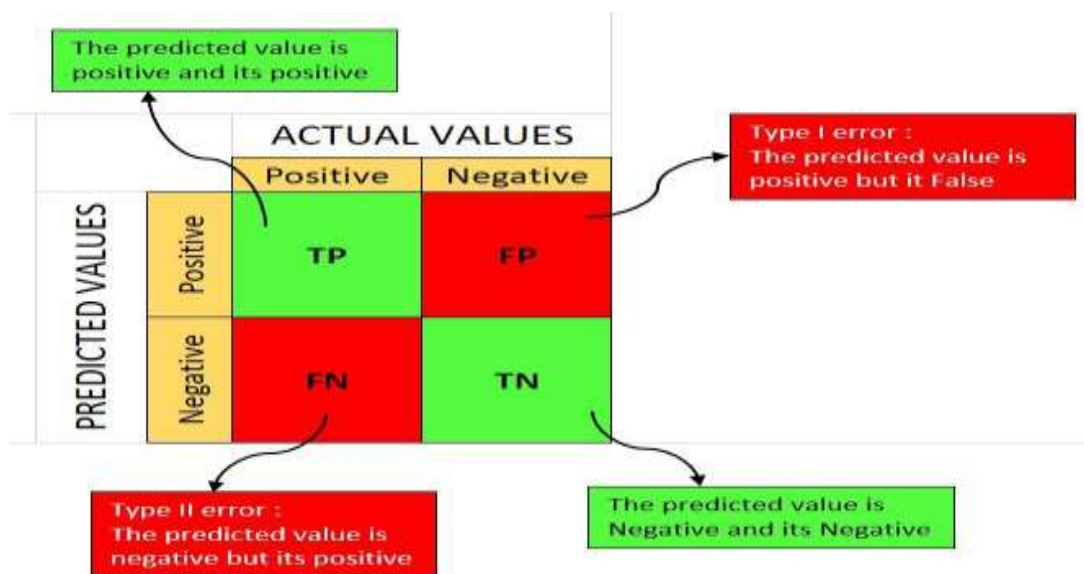 The predicted value is
positive and its positive
ACTUAL VALUES
Positive
Negative
Type I error :
The predicted value is
positive but it False
PREDICTED VALUES
Positive
TP
FP
Negative
FN
TN
Type II error :
The predicted value is
negative but its positive
The predicted value is
Negative and its Negative